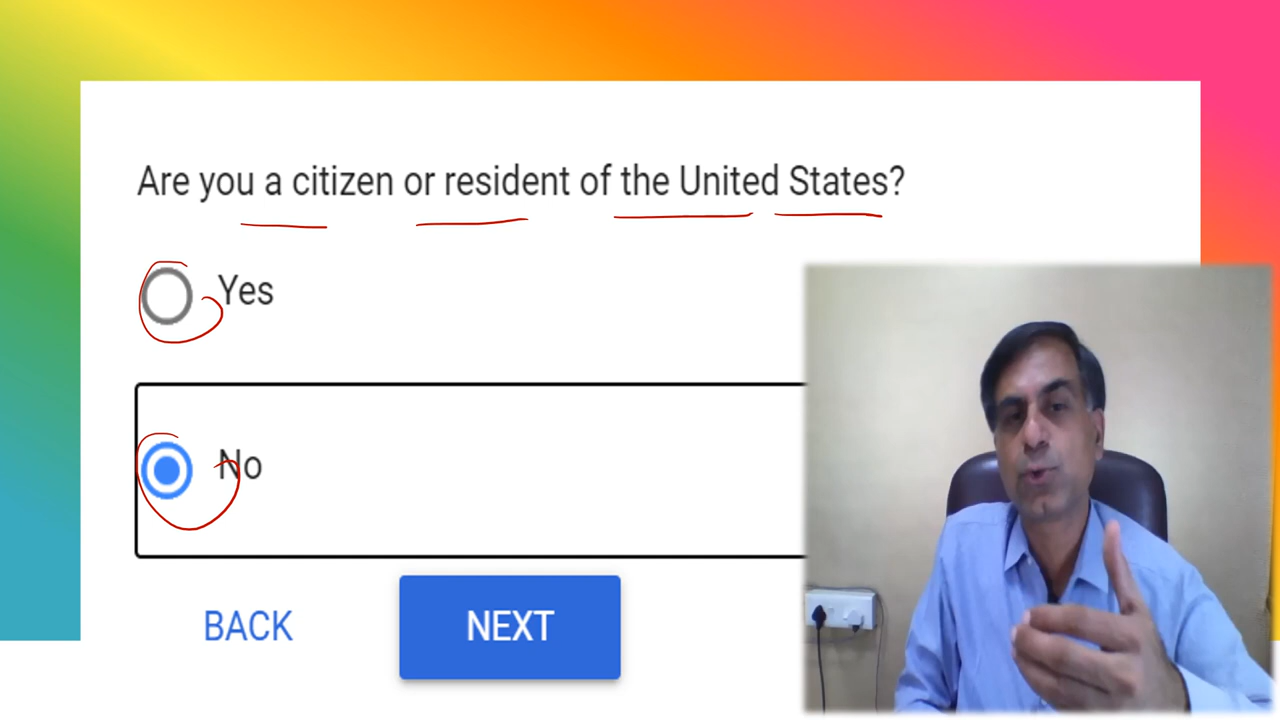 Are you a citizen or resident of the United States?
Yes
No
BACK NEXT